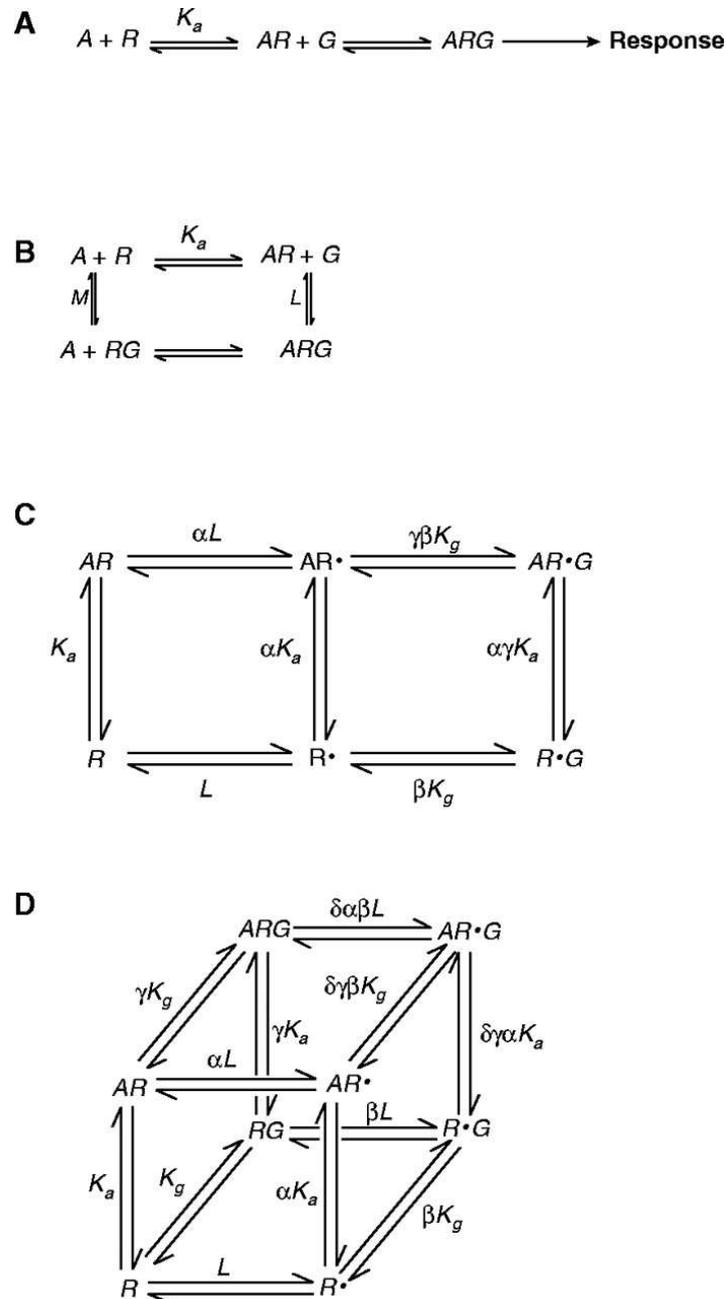 A
A + R
K_a
AR + G
ARG
Response
B
A + R
K_a
AR + G
M
L
A + RG
ARG
C
AR
αL
AR•
γβK_g
AR•G
K_a
αK_a
αγK_a
R
L
R•
βK_g
R•G
D
ARG
δαβL
AR•G
γK_g
γK_a
δγβK_g
δγαK_a
AR
αL
AR•
RG
βL
R•G
K_a
K_g
αK_a
βK_g
R
L
R•